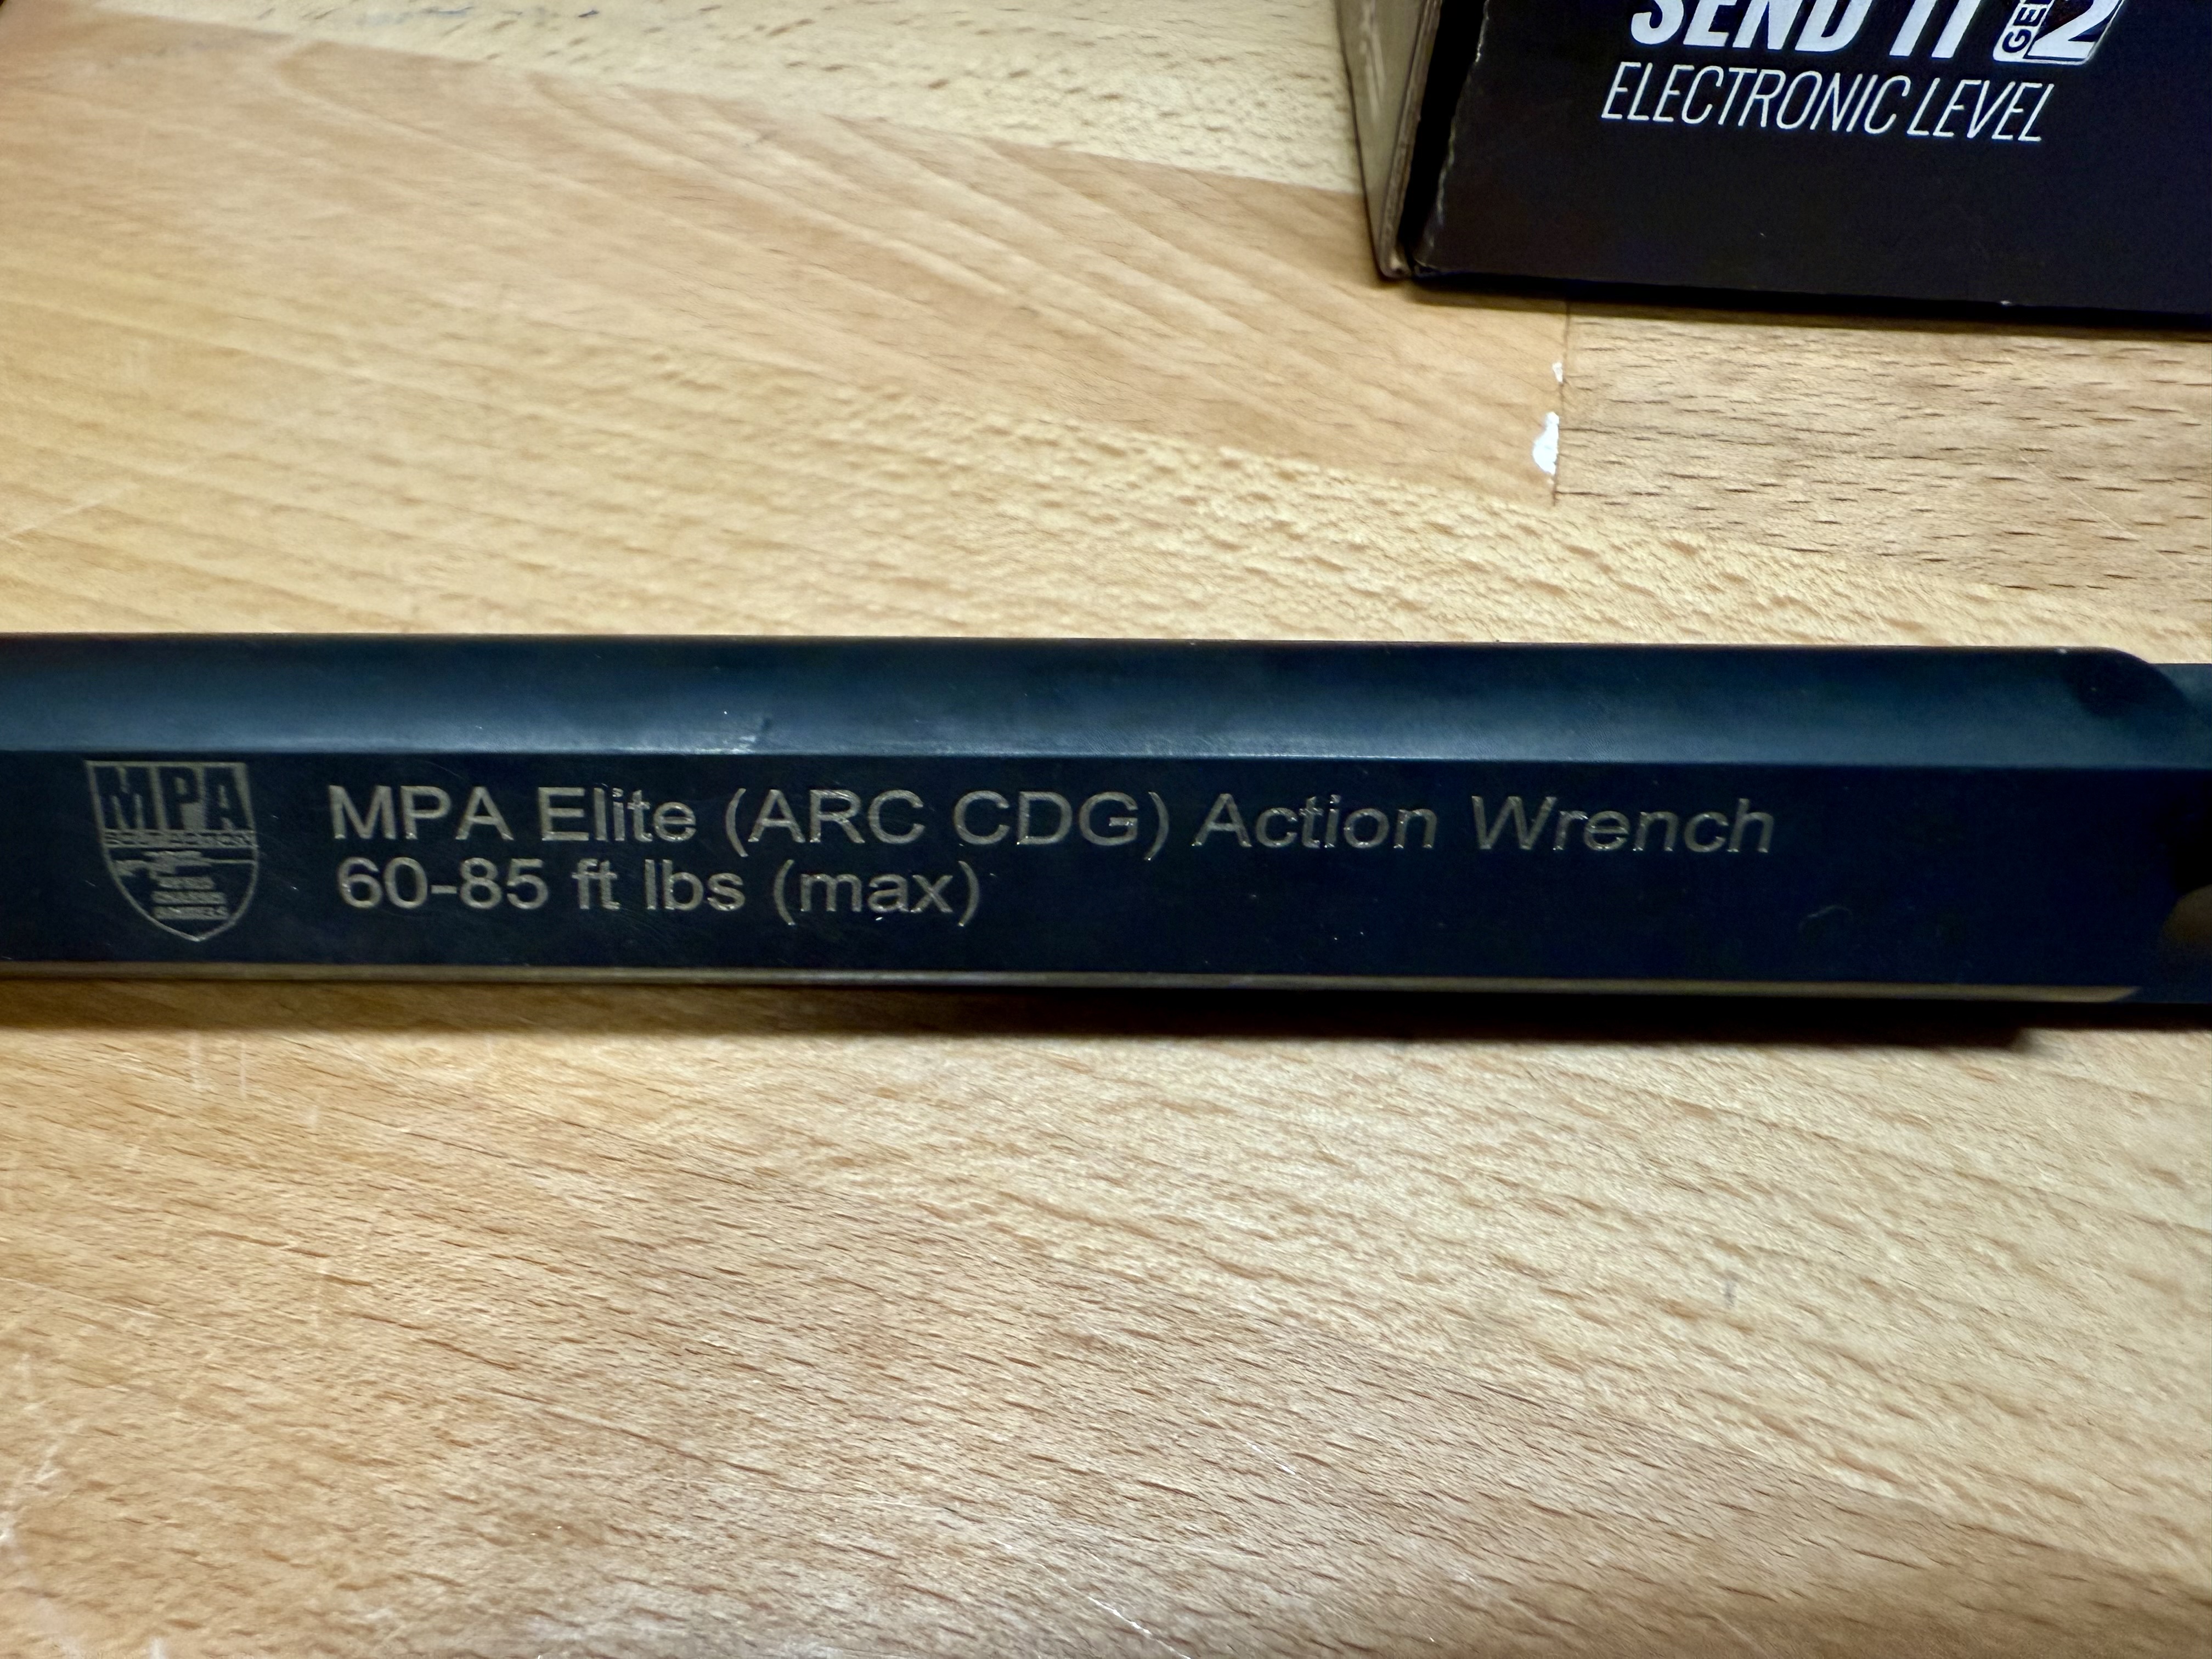 SEND IT GEN 2
ELECTRONIC LEVEL
MPA
MPA Elite (ARC CDG) Action Wrench
60-85 ft lbs (max)